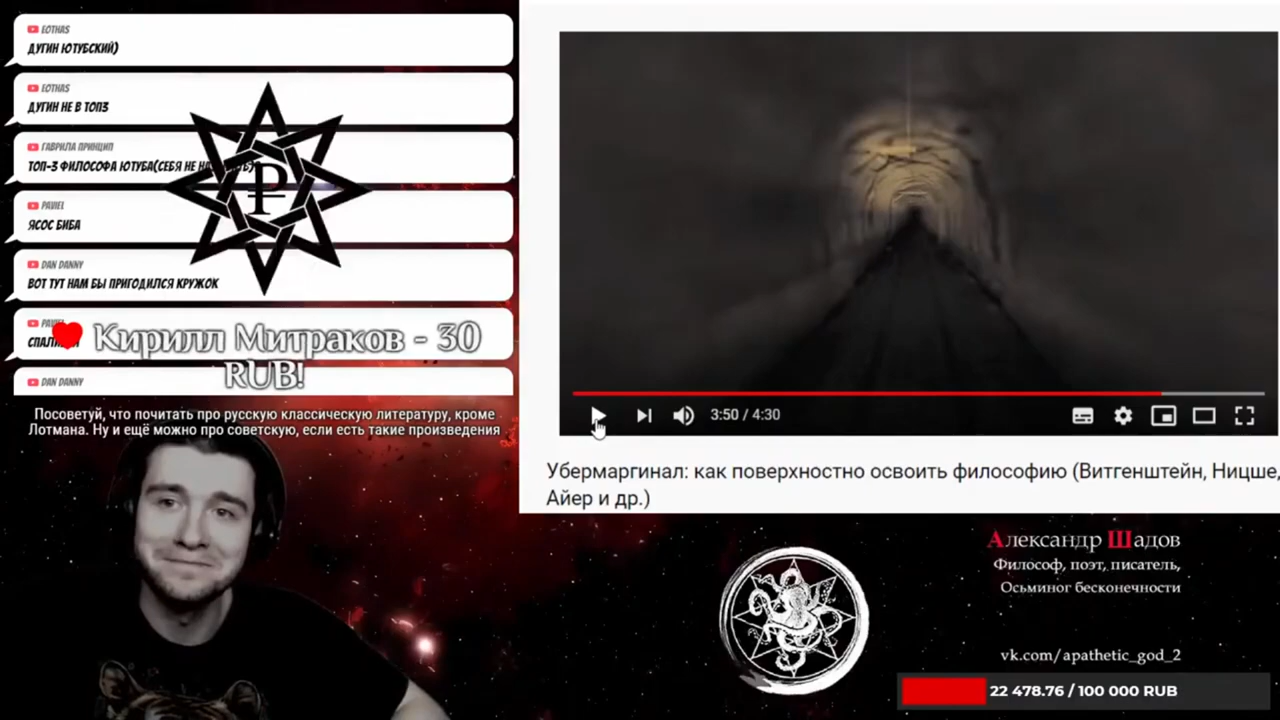 EOTHAS
ДУГИН ЮТУБСКИЙ)
EOTHAS
ДУГИН НЕ В ТОП3
ГАВРИЛА ПРИНЦИП
ТОП-3 ФИЛОСОФА ЮТУБА(СЕБЯ НЕ
PAVIEL
ЯСОС БИБА
DAN DANNY
ВОТ ТУТ НАМ БЫ ПРИГОДИЛСЯ КРУЖОК
Кирилл Митраков - 30
RUB!
DAN DANNY
Посоветуй, что почитать про русскую классическую литературу, кроме
Лотмана. Ну и ещё можно про советскую, если есть такие произведения
₽
3:50 / 4:30
Убермаргинал: как поверхностно освоить философию (Витгенштейн, Ницше,
Айер и др.)
Александр Шадов
Философ, поэт, писатель,
Осьминог бесконечности
vk.com/apathetic_god_2
22 478.76 / 100 000 RUB